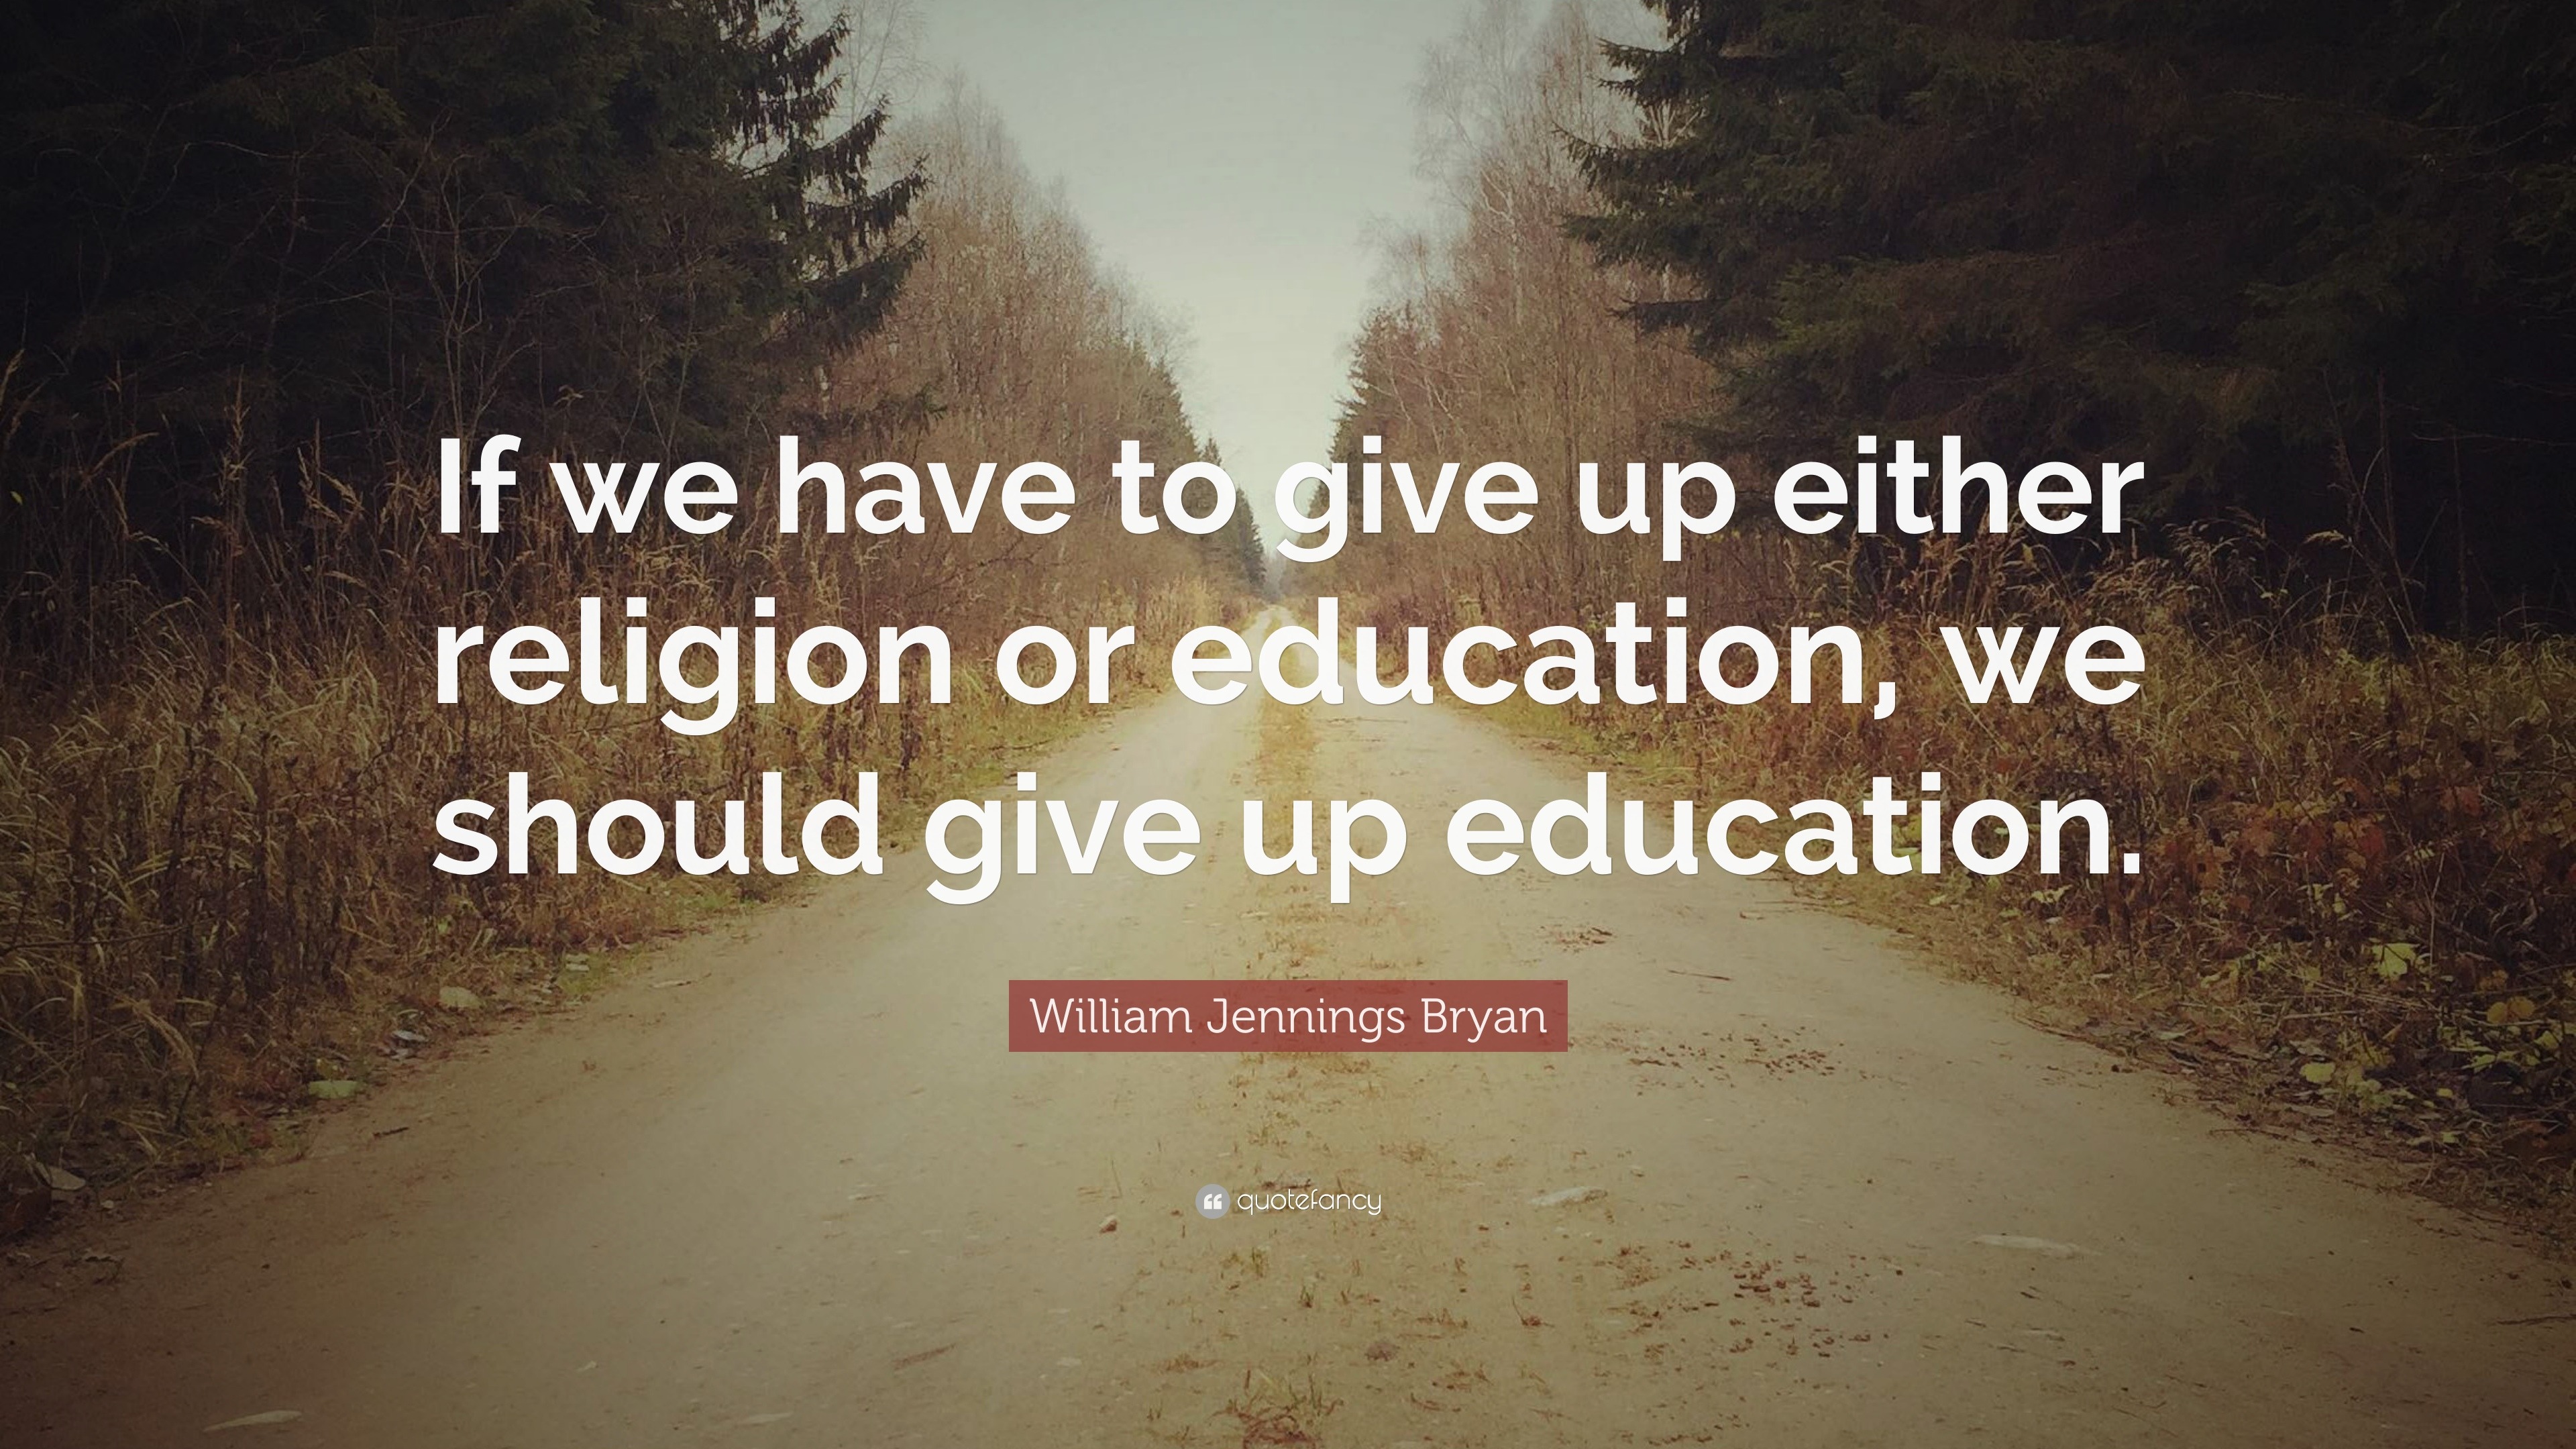 If we have to give up either
religion or education, we
should give up education.
William Jennings Bryan
quotefancy